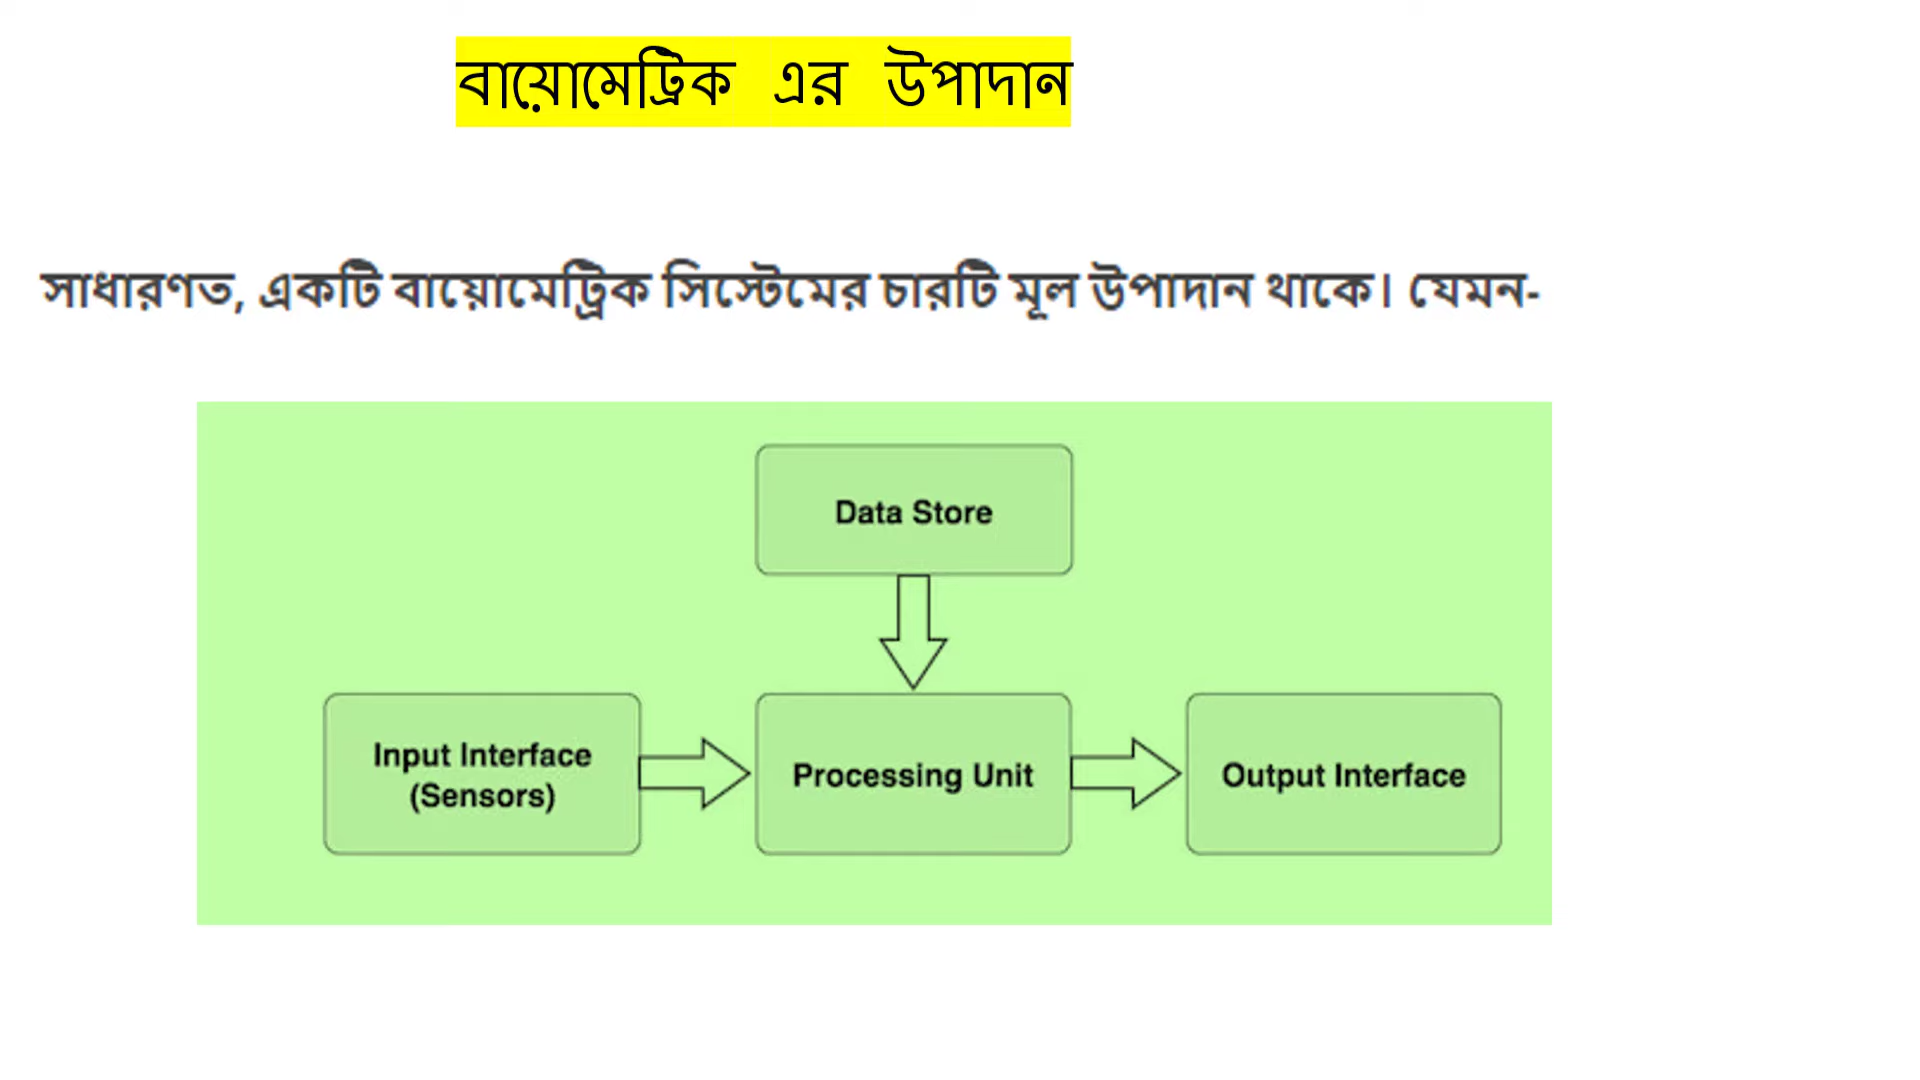 বায়োমেট্রিক এর উপাদান
সাধারণত, একটি বায়োমেট্রিক সিস্টেমের চারটি মূল উপাদান থাকে। যেমন-
Data Store
Input Interface
(Sensors)
Processing Unit
Output Interface